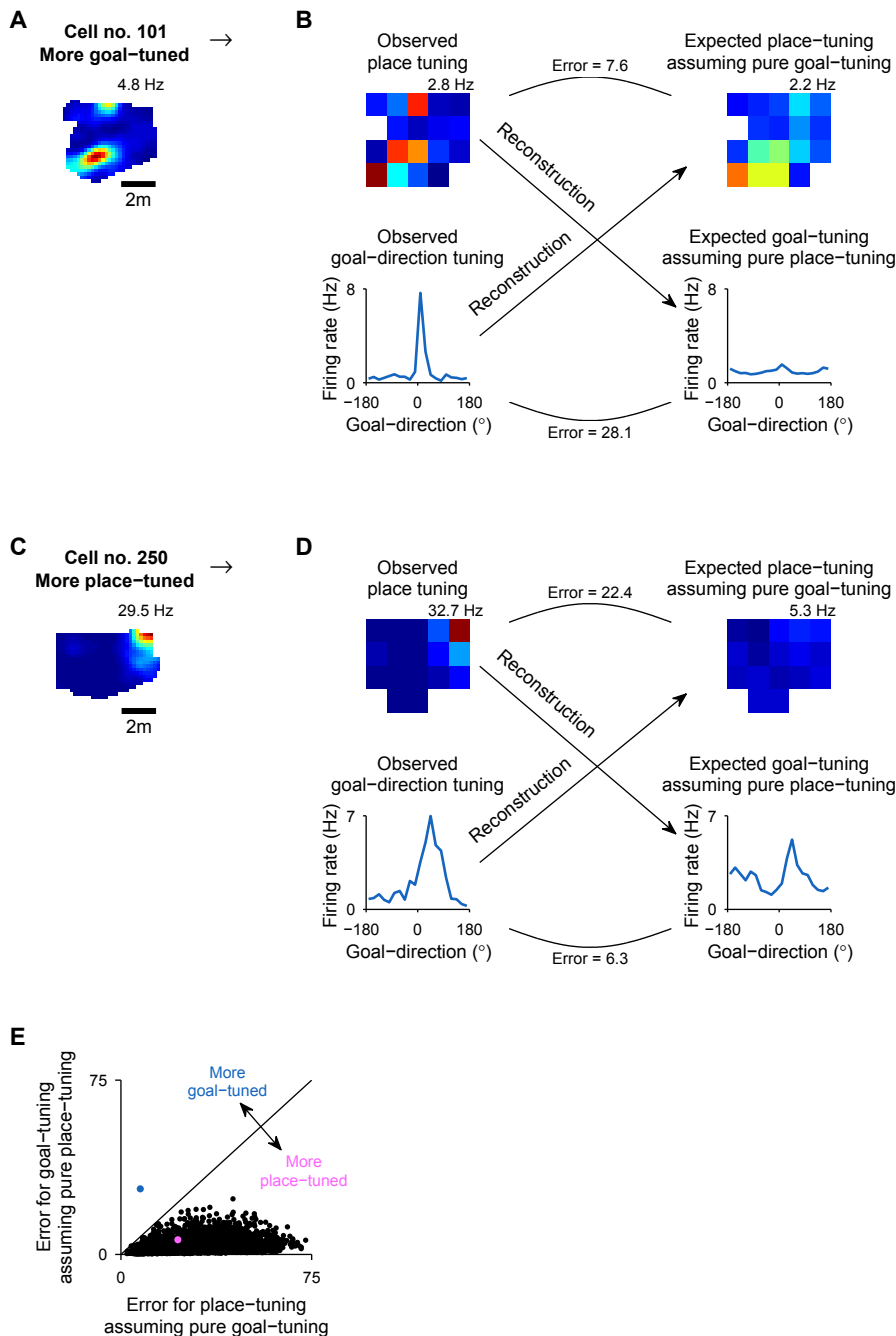 A
Cell no. 101
More goal−tuned
→
4.8 Hz
2m
B
Observed
place tuning
2.8 Hz
Error = 7.6
Expected place−tuning
assuming pure goal−tuning
2.2 Hz
Reconstruction
Reconstruction
Observed
goal−direction tuning
Firing rate (Hz)
8
0
−180
0
180
Goal−direction (°)
Expected goal−tuning
assuming pure place−tuning
Firing rate (Hz)
8
0
−180
0
180
Goal−direction (°)
Error = 28.1
C
Cell no. 250
More place−tuned
→
29.5 Hz
2m
D
Observed
place tuning
32.7 Hz
Error = 22.4
Expected place−tuning
assuming pure goal−tuning
5.3 Hz
Reconstruction
Reconstruction
Observed
goal−direction tuning
Firing rate (Hz)
7
0
−180
0
180
Goal−direction (°)
Expected goal−tuning
assuming pure place−tuning
Firing rate (Hz)
7
0
−180
0
180
Goal−direction (°)
Error = 6.3
E
Error for goal−tuning
assuming pure place−tuning
75
0
More
goal−tuned
More
place−tuned
0
75
Error for place−tuning
assuming pure goal−tuning